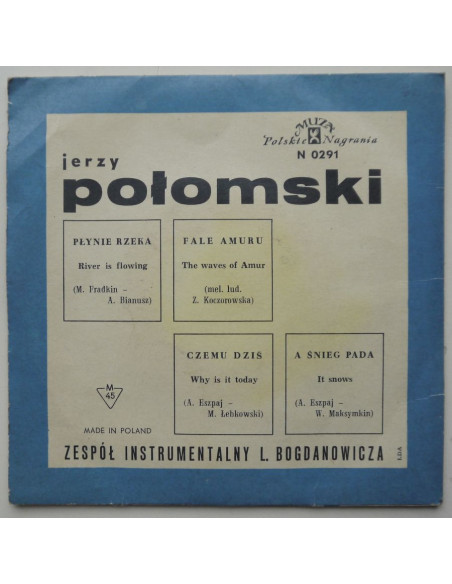 MUZA
Polskie Nagrania
N 0291
jerzy
połomski
PŁYNIE RZEKA
River is flowing
(M. Fradkin –
A. Bianusz)
FALE AMURU
The waves of Amur
(mel. lud.
Z. Koczorowska)
CZEMU DZIŚ
Why is it today
(A. Eszpaj –
M. Łebkowski)
A ŚNIEG PADA
It snows
(A. Eszpaj –
W. Maksymkin)
M
45
MADE IN POLAND
ZESPÓŁ INSTRUMENTALNY L. BOGDANOWICZA